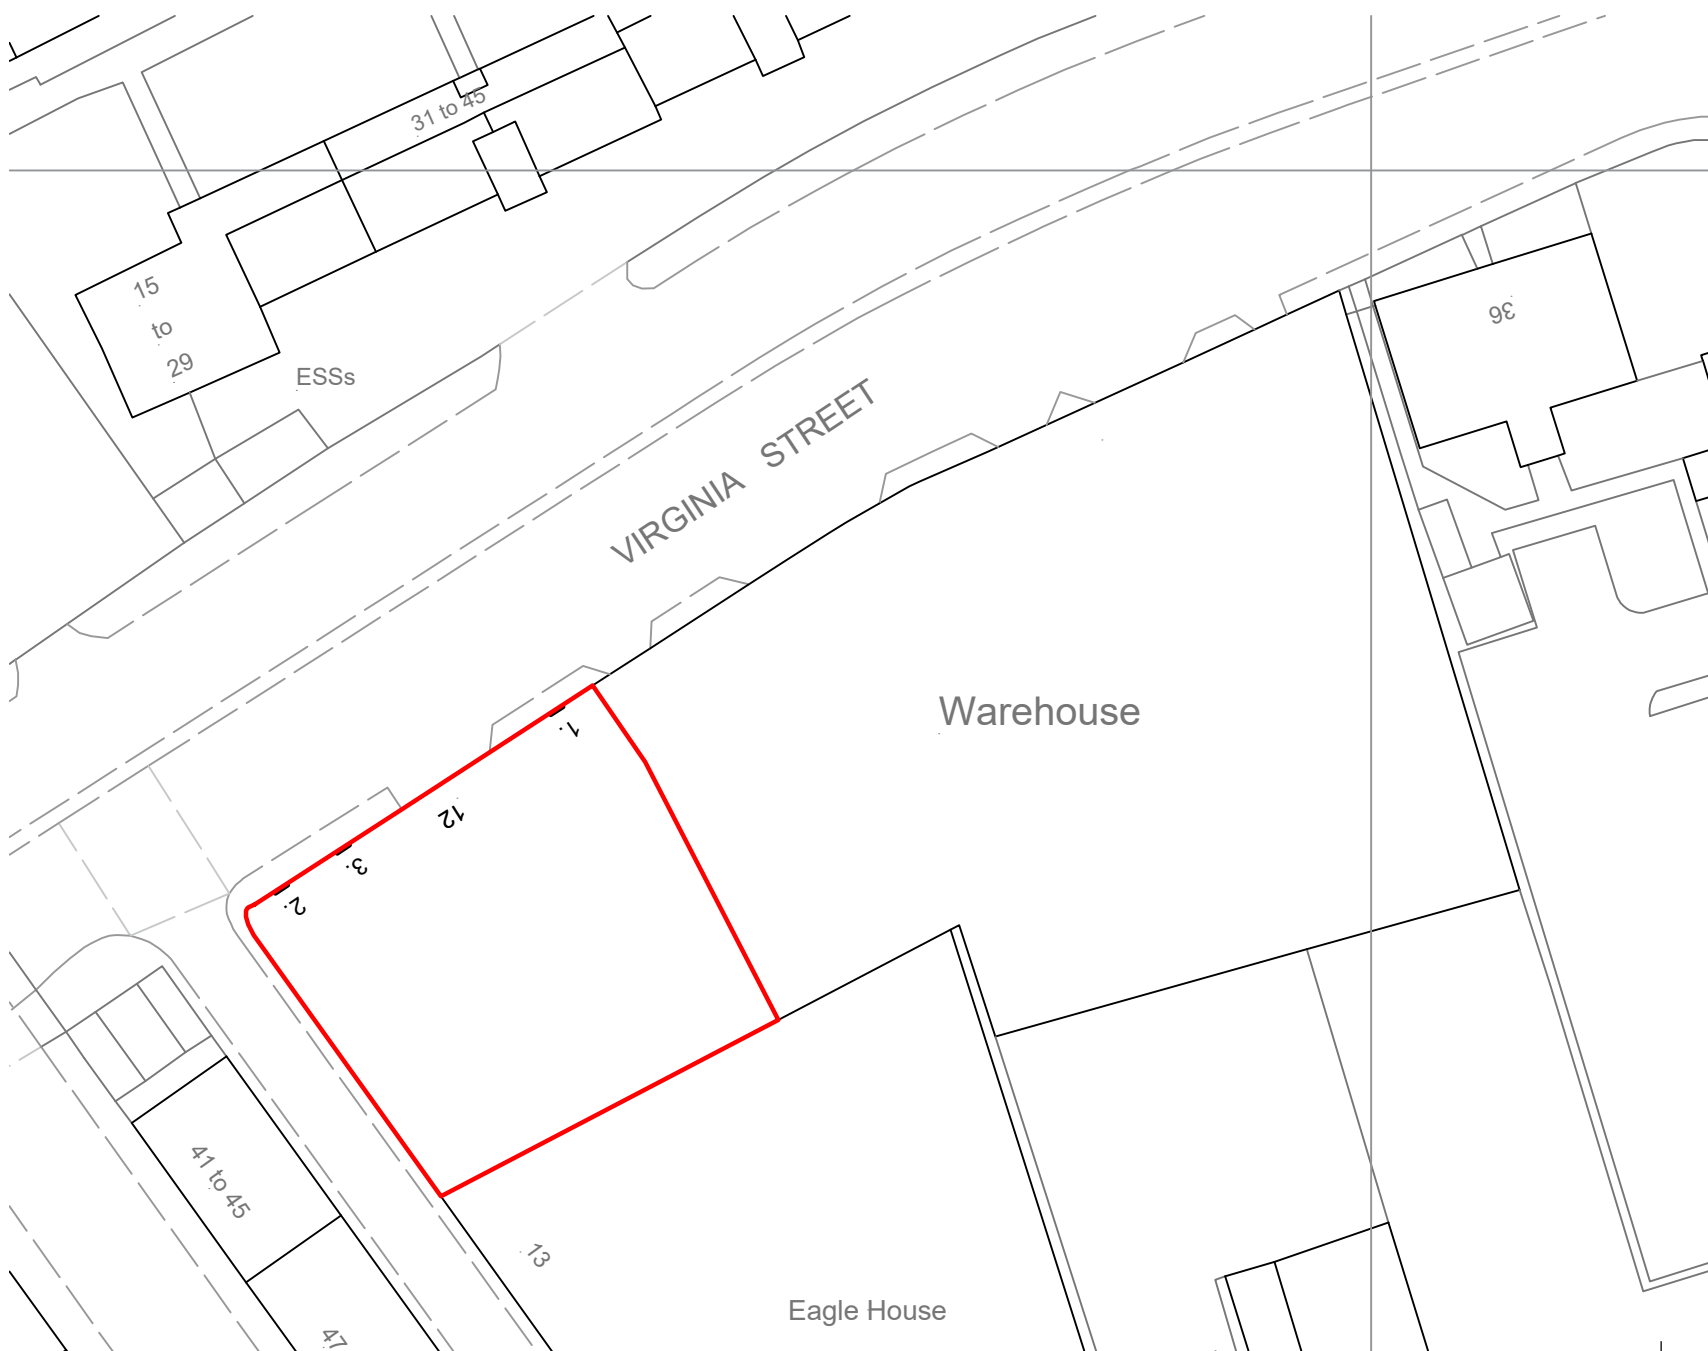 31 to 45
15
to
29
ESSs
36
VIRGINIA STREET
Warehouse
1.
12
3.
2.
41 to 45
13
Eagle House
47